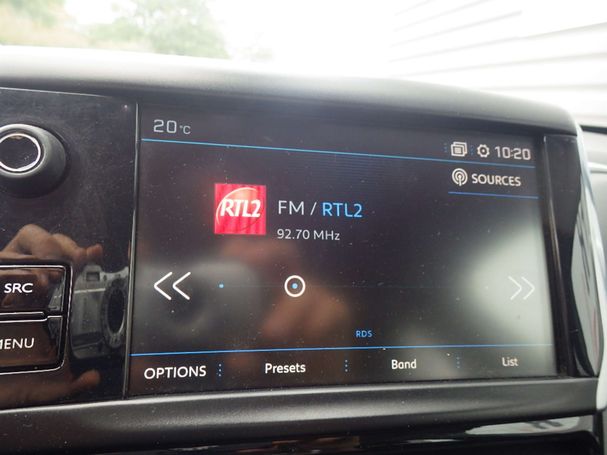 20 °C
10:20
SOURCES
RTL2
FM / RTL2
92.70 MHz
SRC
MENU
RDS
OPTIONS
Presets
Band
List